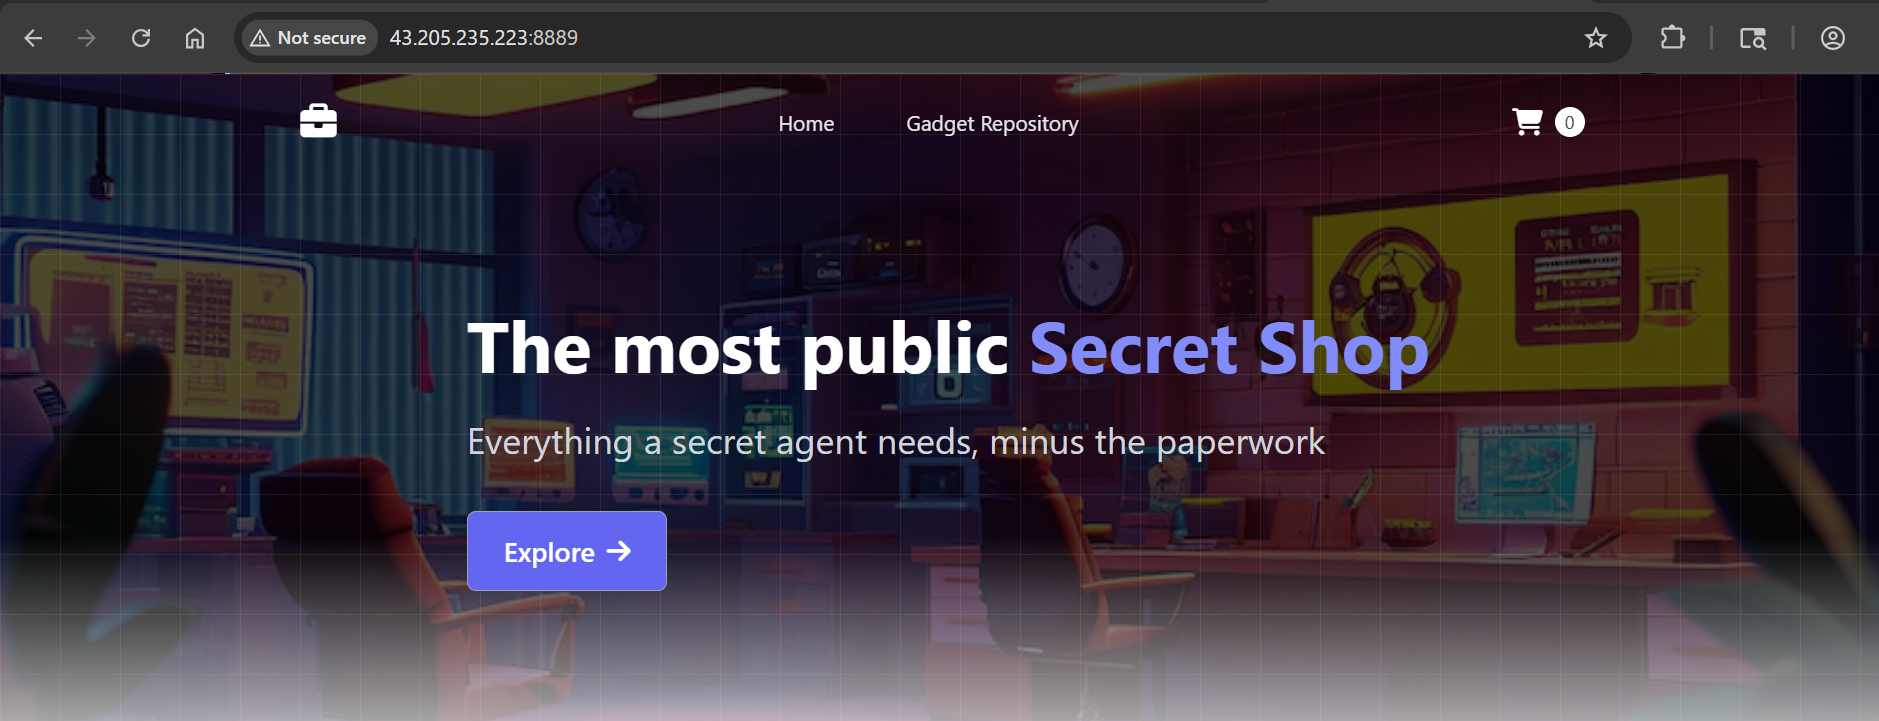 Not secure 43.205.235.223:8889
Home Gadget Repository 0
The most public Secret Shop
Everything a secret agent needs, minus the paperwork
Explore